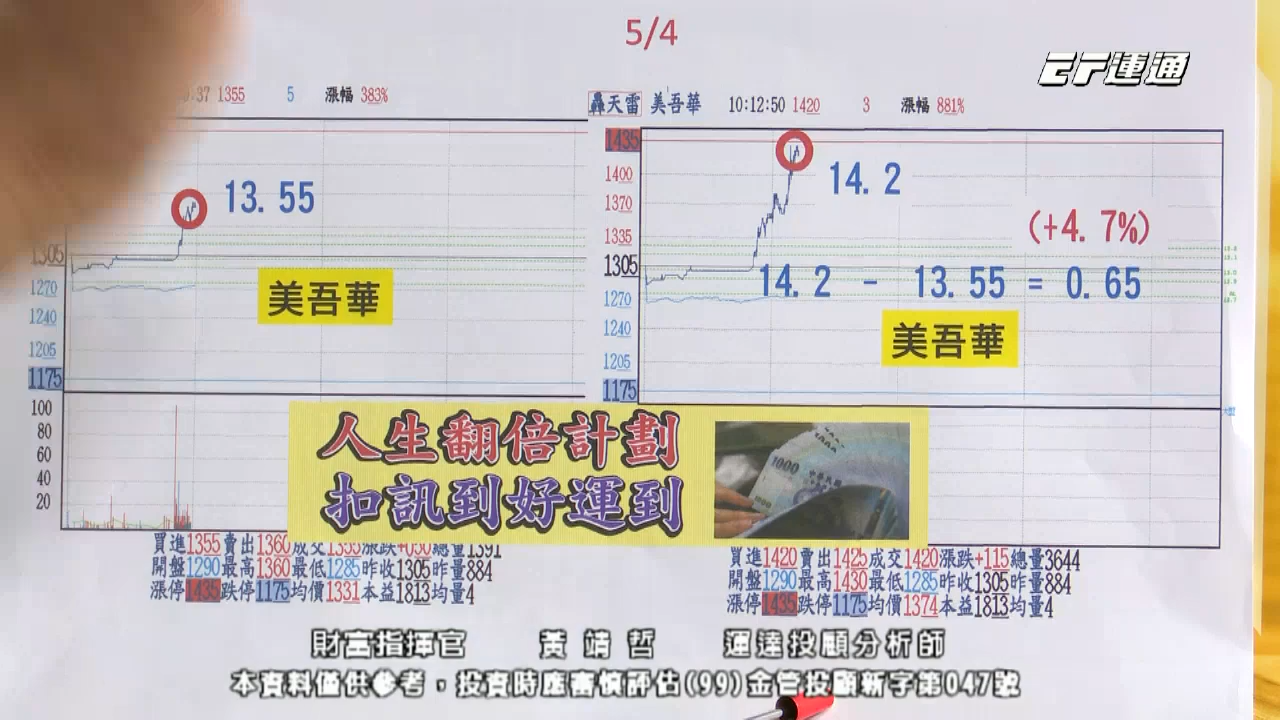 5/4
EF運通
37 1355 5 漲幅 383%
轟天雷 美吾華 10:12:50 1420 3 漲幅 881%
1435
1400
1370
1335
1305
1270
1240
1205
1175
14.2
(+4.7%)
14.2 - 13.55 = 0.65
美吾華
13.55
1305
1270
1240
1205
1175
美吾華
100
80
60
40
20
人生翻倍計劃
扣訊到好運到
1000
買進1355賣出1360成交1355漲跌+050總量1391
開盤1290最高1360最低1285昨收1305昨量884
漲停1435跌停1175均價1331本益1813均量4
買進1420賣出1425成交1420漲跌+115總量3644
開盤1290最高1430最低1285昨收1305昨量884
漲停1435跌停1175均價1374本益1813均量4
財富指揮官 黃靖哲 運達投顧分析師
本資料僅供參考，投資時應審慎評估(99)金管投顧新字第047號